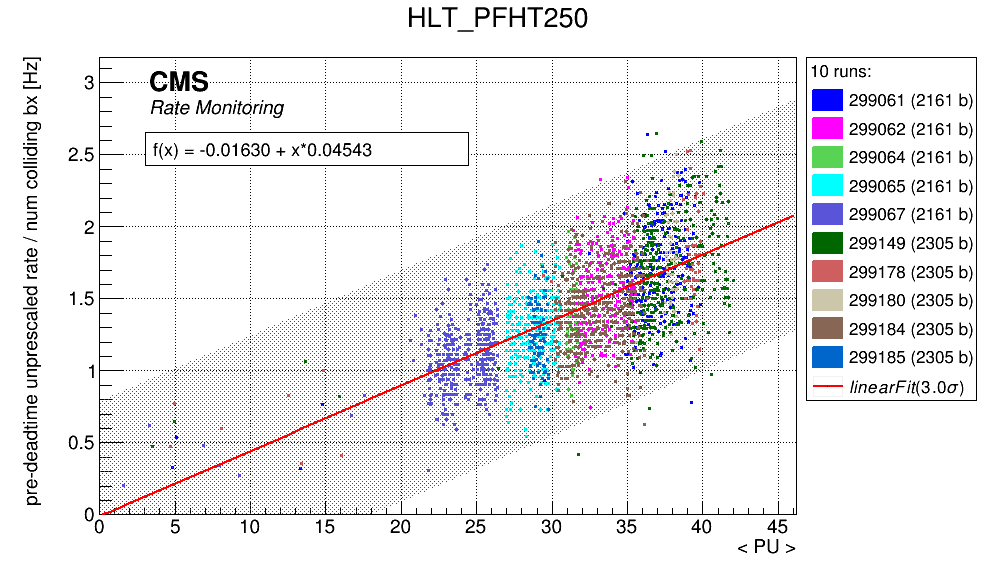 HLT_PFHT250
pre-deadtime unprescaled rate / num colliding bx [Hz]
3
2.5
2
1.5
1
0.5
0
CMS
Rate Monitoring
f(x) = -0.01630 + x*0.04543
0 5 10 15 20 25 30 35 40 45
< PU >
10 runs:
299061 (2161 b)
299062 (2161 b)
299064 (2161 b)
299065 (2161 b)
299067 (2161 b)
299149 (2305 b)
299178 (2305 b)
299180 (2305 b)
299184 (2305 b)
299185 (2305 b)
linearFit(3.0σ)